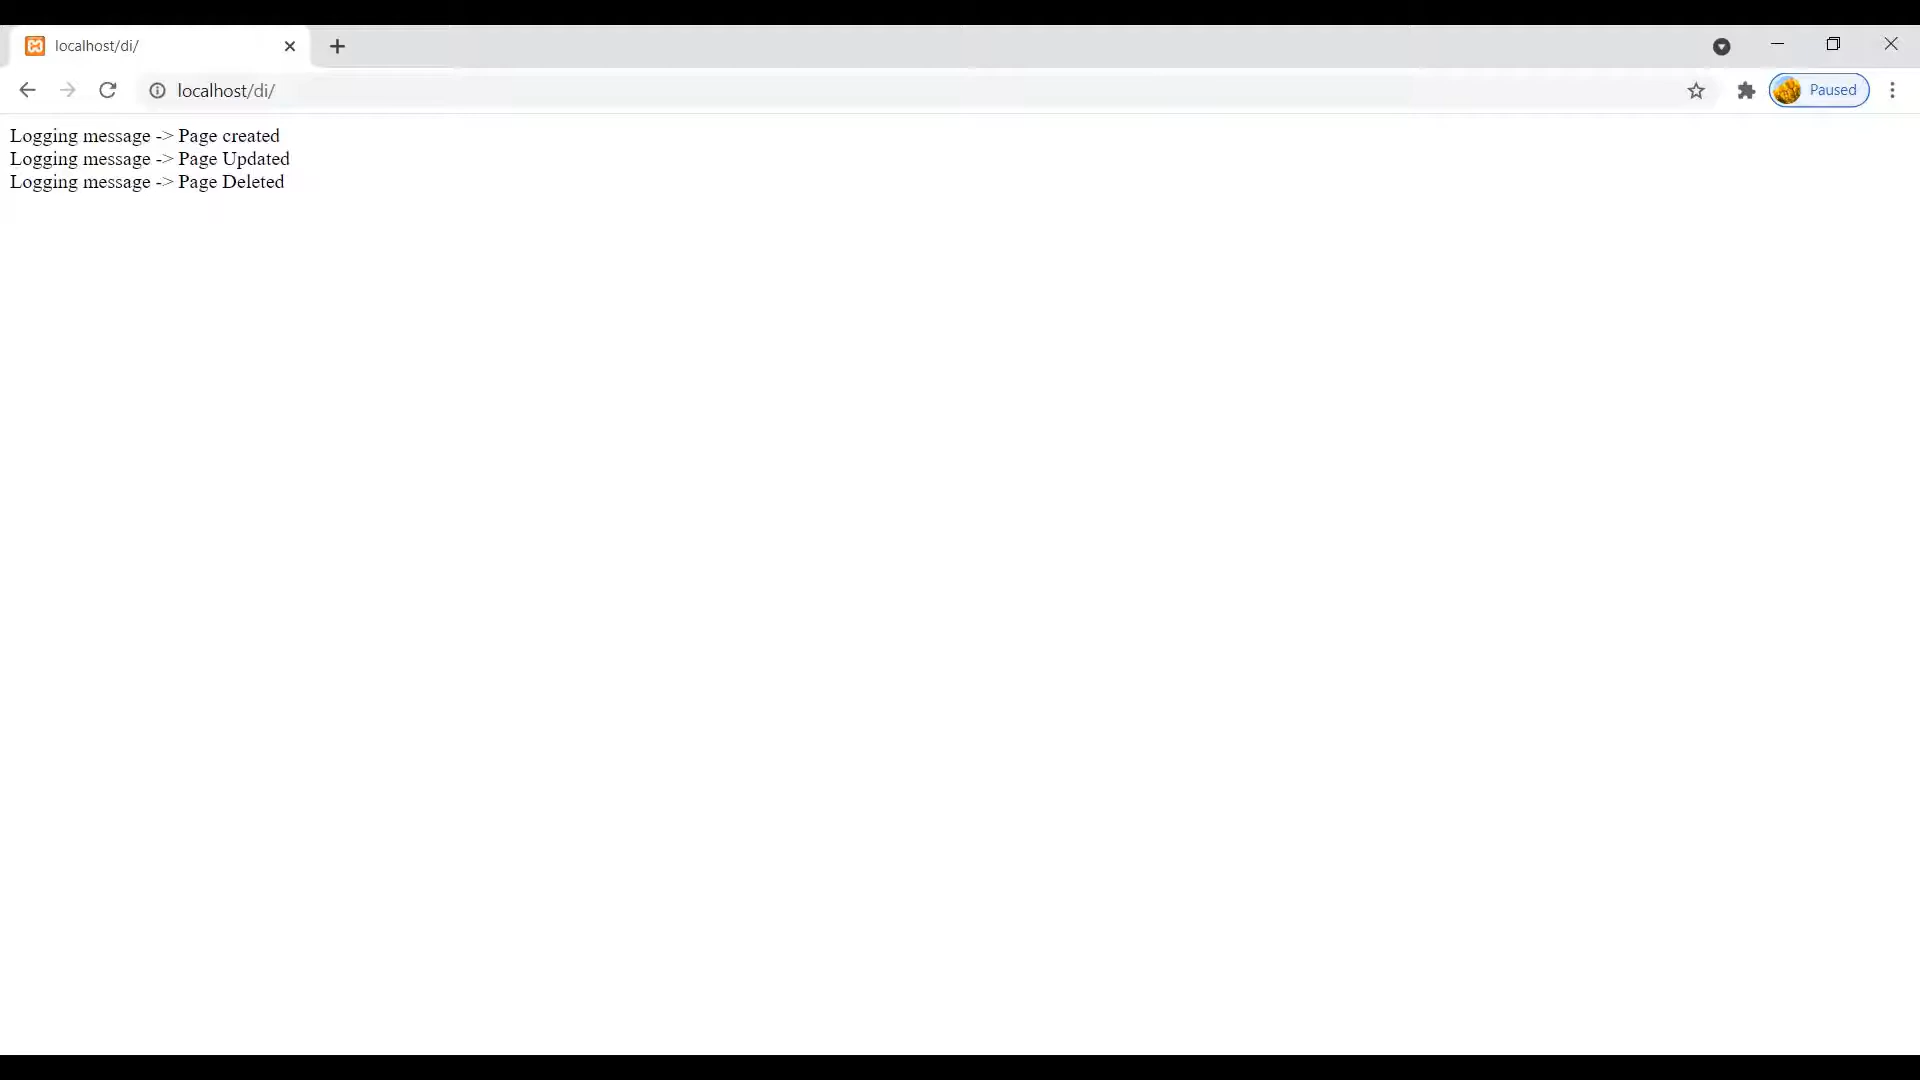 localhost/di/
localhost/di/
Paused
Logging message -> Page created
Logging message -> Page Updated
Logging message -> Page Deleted